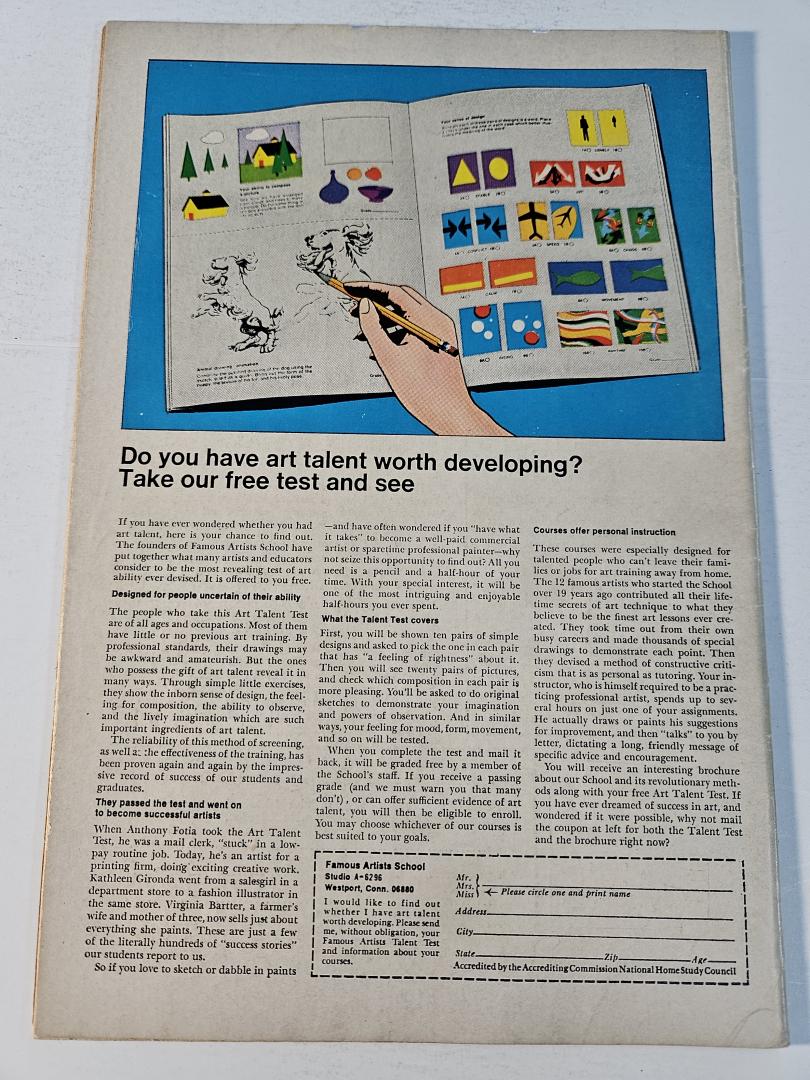 Your ability to compose
a picture
Your sense of design
LONELY
STABLE
JOY
CONFLICT
SPEED
CALM
MOVEMENT
Animal drawing
Do you have art talent worth developing?
Take our free test and see
If you have ever wondered whether you had
art talent, here is your chance to find out.
The founders of Famous Artists School have
put together what many artists and educators
consider to be the most revealing test of art
ability ever devised. It is offered to you free.
Designed for people uncertain of their ability
The people who take this Art Talent Test
are of all ages and occupations. Most of them
have little or no previous art training. By
professional standards, their drawings may
be awkward and amateurish. But the ones
who possess the gift of art talent reveal it in
many ways. Through simple little exercises,
they show the inborn sense of design, the feel-
ing for composition, the ability to observe,
and the lively imagination which are such
important ingredients of art talent.
The reliability of this method of screening,
as well as the effectiveness of the training, has
been proven again and again by the impres-
sive record of success of our students and
graduates.
They passed the test and went on
to become successful artists
When Anthony Fotia took the Art Talent
Test, he was a mail clerk, "stuck" in a low-
pay routine job. Today, he's an artist for a
printing firm, doing exciting creative work.
Kathleen Gironda went from a salesgirl in a
department store to a fashion illustrator in
the same store. Virginia Bartter, a farmer's
wife and mother of three, now sells just about
everything she paints. These are just a few
of the literally hundreds of "success stories"
our students report to us.
So if you love to sketch or dabble in paints
—and have often wondered if you "have what
it takes" to become a well-paid commercial
artist or sparetime professional painter—why
not seize this opportunity to find out? All you
need is a pencil and a half-hour of your
time. With your special interest, it will be
one of the most intriguing and enjoyable
half-hours you ever spent.
What the Talent Test covers
First, you will be shown ten pairs of simple
designs and asked to pick the one in each pair
that has "a feeling of rightness" about it.
Then you will see twenty pairs of pictures,
and check which composition in each pair is
more pleasing. You'll be asked to do original
sketches to demonstrate your imagination
and powers of observation. And in similar
ways, your feeling for mood, form, movement,
and so on will be tested.
When you complete the test and mail it
back, it will be graded free by a member of
the School's staff. If you receive a passing
grade (and we must warn you that many
don't), or can offer sufficient evidence of art
talent, you will then be eligible to enroll.
You may choose whichever of our courses is
best suited to your goals.
Courses offer personal instruction
These courses were especially designed for
talented people who can't leave their fami-
lies or jobs for art training away from home.
The 12 famous artists who started the School
over 19 years ago contributed all their life-
time secrets of art technique to what they
believe to be the finest art lessons ever cre-
ated. They took time out from their own
busy careers and made thousands of special
drawings to demonstrate each point. Then
they devised a method of constructive criti-
cism that is as personal as tutoring. Your in-
structor, who is himself required to be a prac-
ticing professional artist, spends up to sev-
eral hours on just one of your assignments.
He actually draws or paints his suggestions
for improvement, and then "talks" to you by
letter, dictating a long, friendly message of
specific advice and encouragement.
You will receive an interesting brochure
about our School and its revolutionary meth-
ods along with your free Art Talent Test. If
you have ever dreamed of success in art, and
wondered if it were possible, why not mail
the coupon at left for both the Talent Test
and the brochure right now?
Famous Artists School
Studio A-6296
Westport, Conn. 06880
I would like to find out
whether I have art talent
worth developing. Please send
me, without obligation, your
Famous Artists Talent Test
and information about your
courses.
Mr.
Mrs.
Miss
Please circle one and print name
Address
City
State Zip Age
Accredited by the Accrediting Commission National Home Study Council